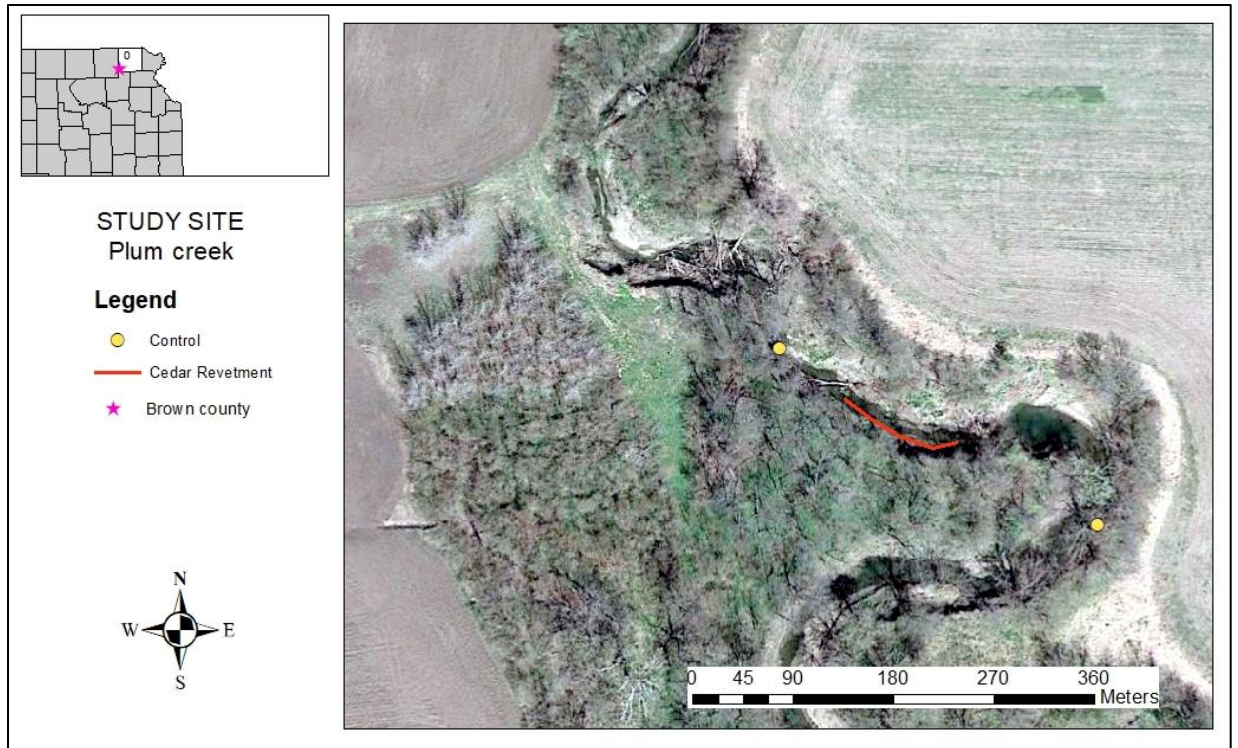 0
STUDY SITE
Plum creek
Legend
Control
Cedar Revetment
Brown county
N
W E
S
0 45 90 180 270 360
Meters